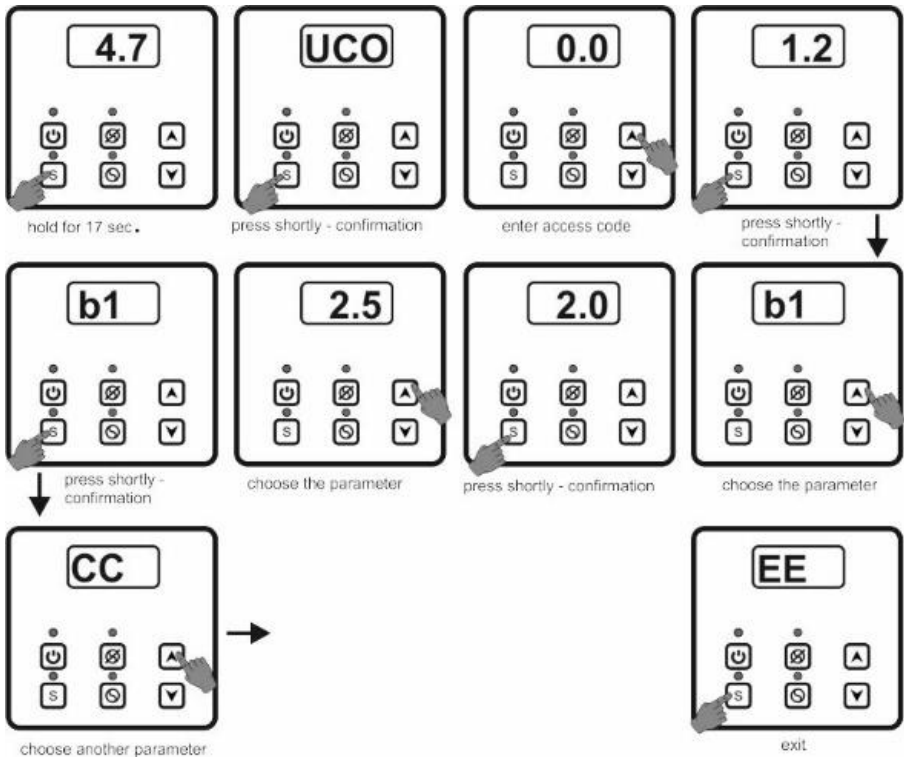 4.7
S
hold for 17 sec.
UCO
S
press shortly - confirmation
0.0
S
enter access code
1.2
S
press shortly -
confirmation
b1
S
press shortly -
confirmation
2.5
S
choose the parameter
2.0
S
press shortly - confirmation
b1
S
choose the parameter
CC
S
choose another parameter
EE
S
exit